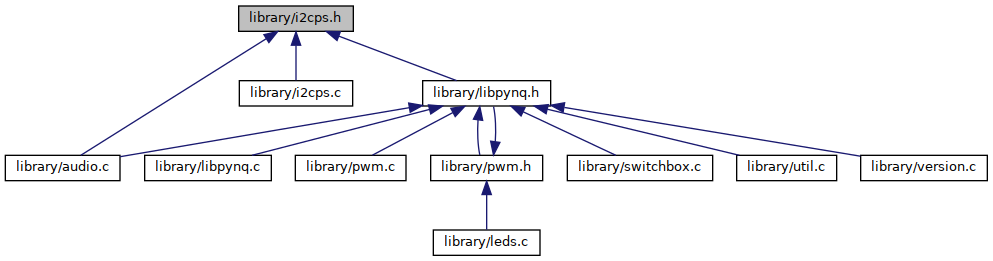 library/i2cps.h
library/i2cps.c
library/libpynq.h
library/audio.c
library/libpynq.c
library/pwm.c
library/pwm.h
library/switchbox.c
library/util.c
library/version.c
library/leds.c